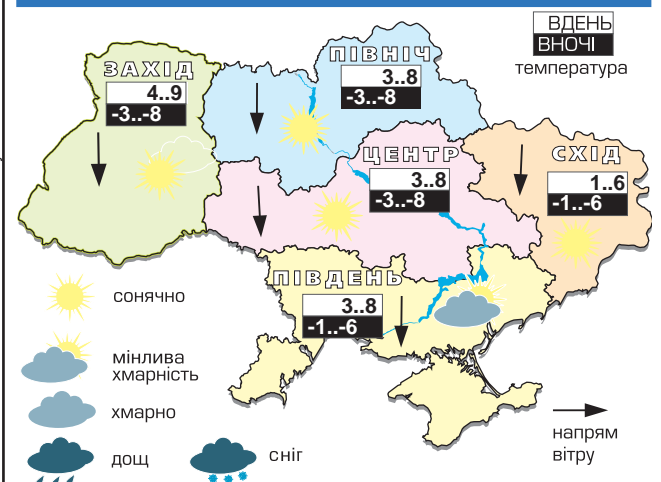 ВДЕНЬ
ВНОЧІ
температура
ПІВНІЧ
3..8
-3..-8
ЗАХІД
4..9
-3..-8
ЦЕНТР
3..8
-3..-8
СХІД
1..6
-1..-6
ПІВДЕНЬ
3..8
-1..-6
сонячно
мінлива
хмарність
хмарно
дощ
сніг
напрям
вітру